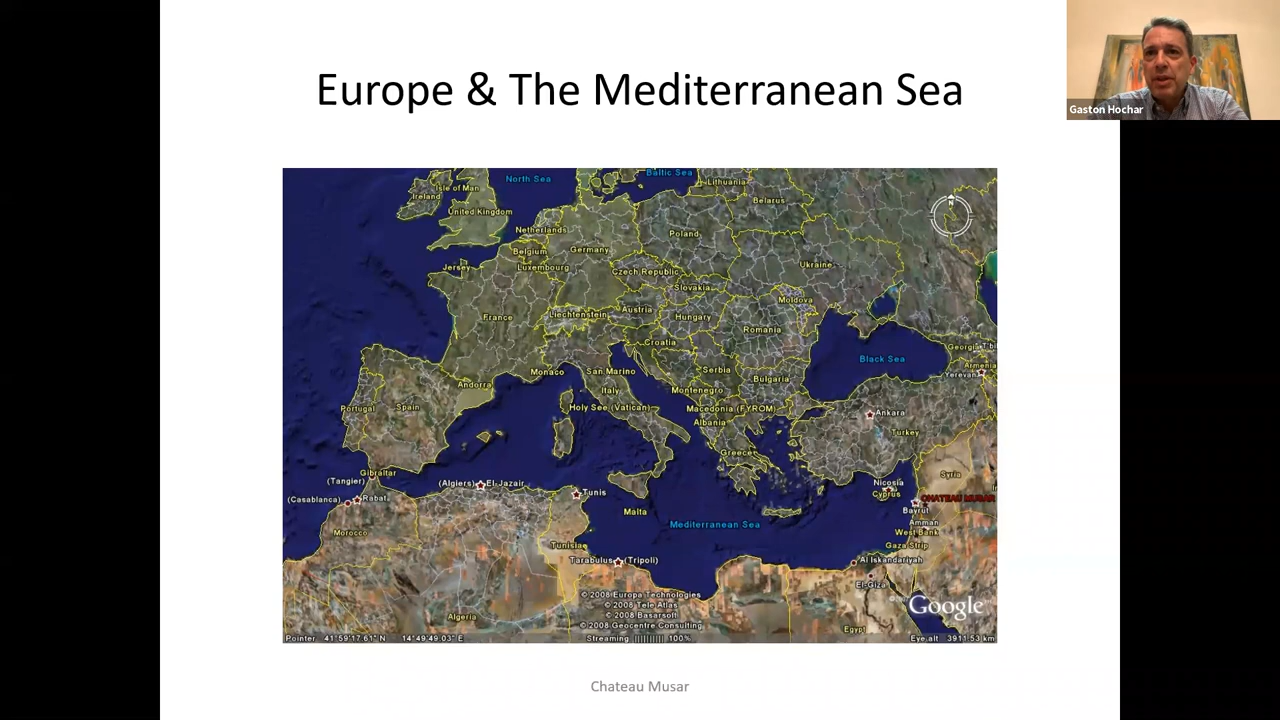 Europe & The Mediterranean Sea
Gaston Hochar
North Sea
Baltic Sea
Lithuania
Isle of Man
Ireland
Belarus
United Kingdom
Netherlands
Poland
Belgium
Germany
Jersey
Luxembourg
Czech Republic
Ukraine
Slovakia
Moldova
France
Liechtenstein
Austria
Hungary
Romania
Croatia
Georgia
T'bil
Black Sea
Monaco
San Marino
Serbia
Bulgaria
Armenia
Yerevan
Andorra
Italy
Montenegro
Portugal
Spain
Holy See (Vatican)
Macedonia (FYROM)
Albania
Ankara
Turkey
Greece
Gibraltar
Syria
(Tangier)
(Algiers) El-Jazair
Nicosia
Cyprus
(Casablanca)
Rabat
Tunis
CHATEAU MUSAR
Malta
Bayrut
Mediterranean Sea
Amman
Morocco
West Bank
Tunisia
Gaza Strip
Tarabulus (Tripoli)
Al Iskandariyah
El-Giza
© 2008 Europa Technologies
© 2008 Tele Atlas
© 2008 Basarsoft
© 2008 Geocentre Consulting
Google
Algeria
Egypt
Pointer 41°59'17.61" N 14°49'49.03" E
Streaming 100%
Eye alt 3911.53 km
Chateau Musar